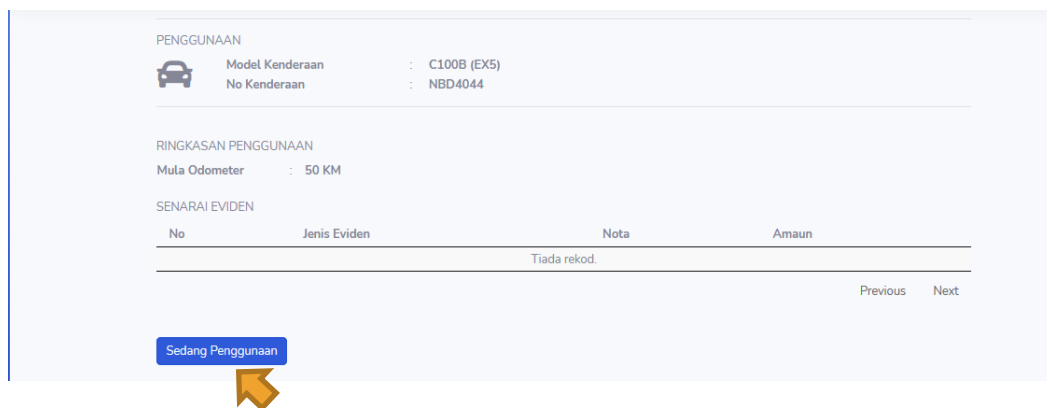 PENGGUNAAN
Model Kenderaan : C100B (EX5)
No Kenderaan : NBD4044
RINGKASAN PENGGUNAAN
Mula Odometer : 50 KM
SENARAI EVIDEN
No Jenis Eviden Nota Amaun
Tiada rekod.
Previous Next
Sedang Penggunaan